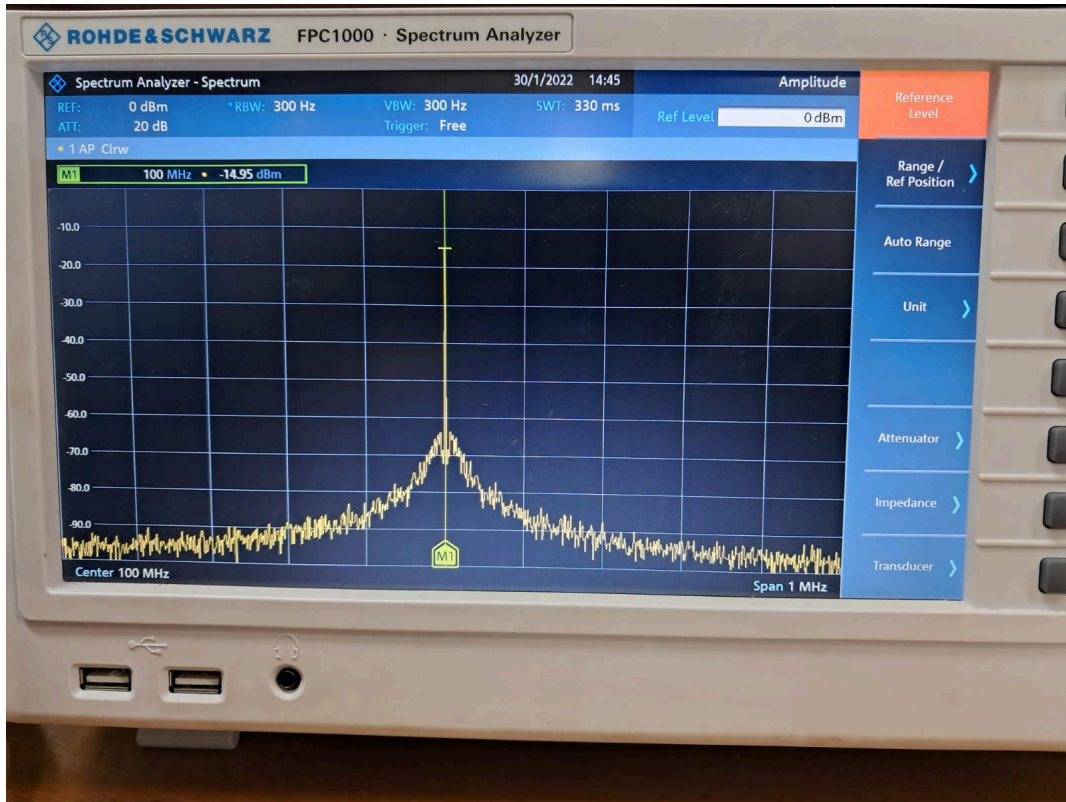 ROHDE & SCHWARZ FPC1000 · Spectrum Analyzer
Spectrum Analyzer - Spectrum 30/1/2022 14:45 Amplitude
REF: 0 dBm * RBW: 300 Hz VBW: 300 Hz SWT: 330 ms
ATT: 20 dB Trigger: Free Ref Level 0 dBm
1 AP Clrw
M1 100 MHz -14.95 dBm
-10.0
-20.0
-30.0
-40.0
-50.0
-60.0
-70.0
-80.0
-90.0
M1
Center 100 MHz Span 1 MHz
Reference
Level
Range /
Ref Position
Auto Range
Unit
Attenuator
Impedance
Transducer